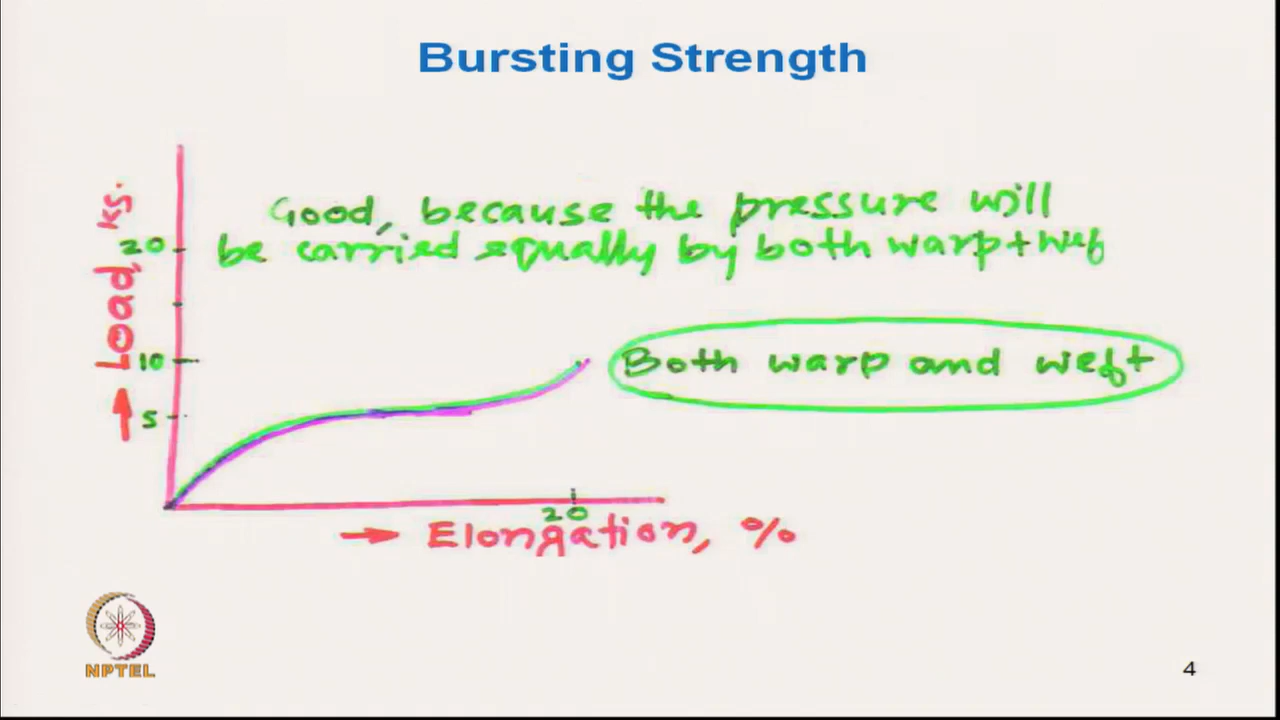 Bursting Strength
Good, because the pressure will
be carried equally by both warp + wef
Both warp and weft
→ Load, kg.
20
10
5
20
→ Elongation, %
NPTEL
4